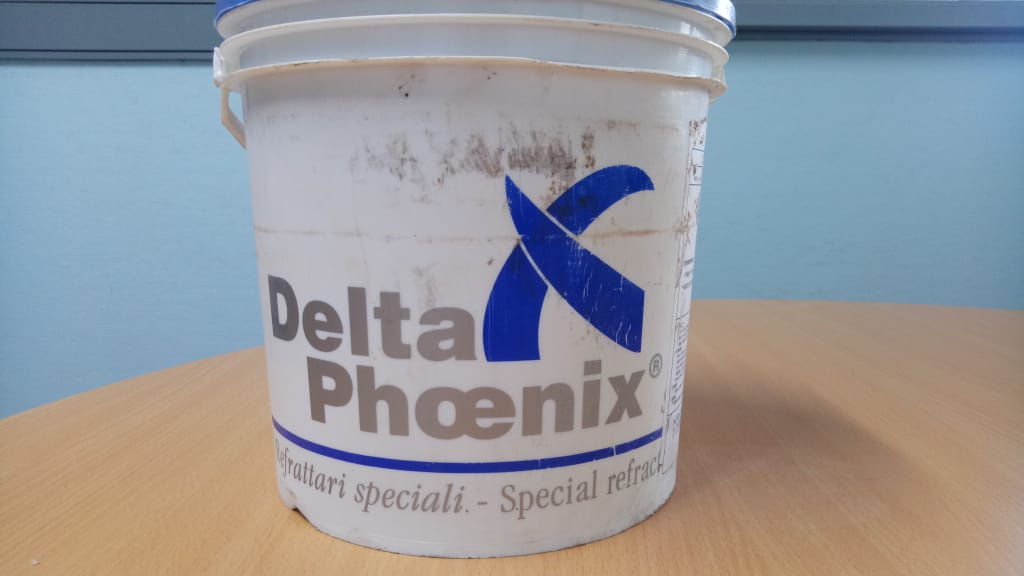 Delta
Phœnix®
Refrattari speciali. - Special refrac